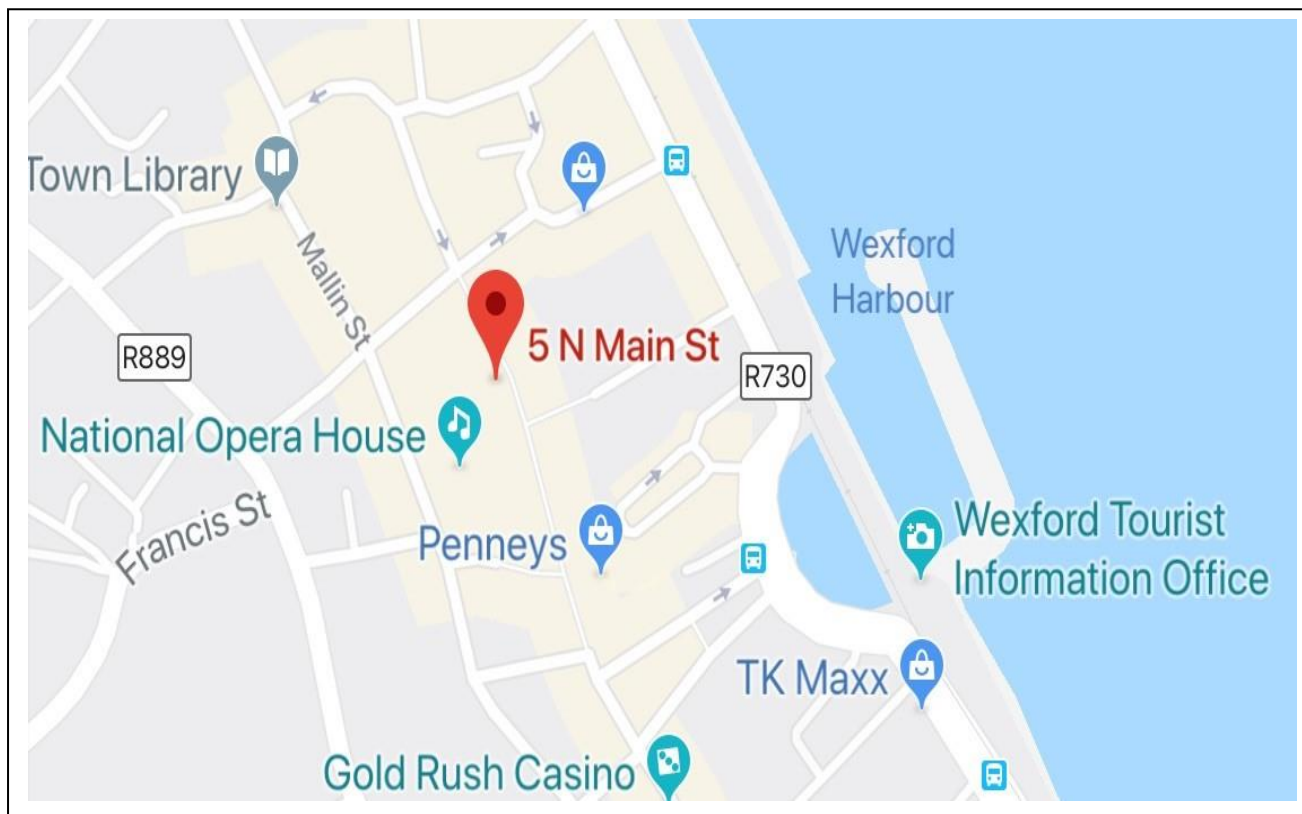 Town Library
Mallin St
Wexford
Harbour
R889
5 N Main St
R730
National Opera House
Francis St
Penneys
Wexford Tourist
Information Office
TK Maxx
Gold Rush Casino